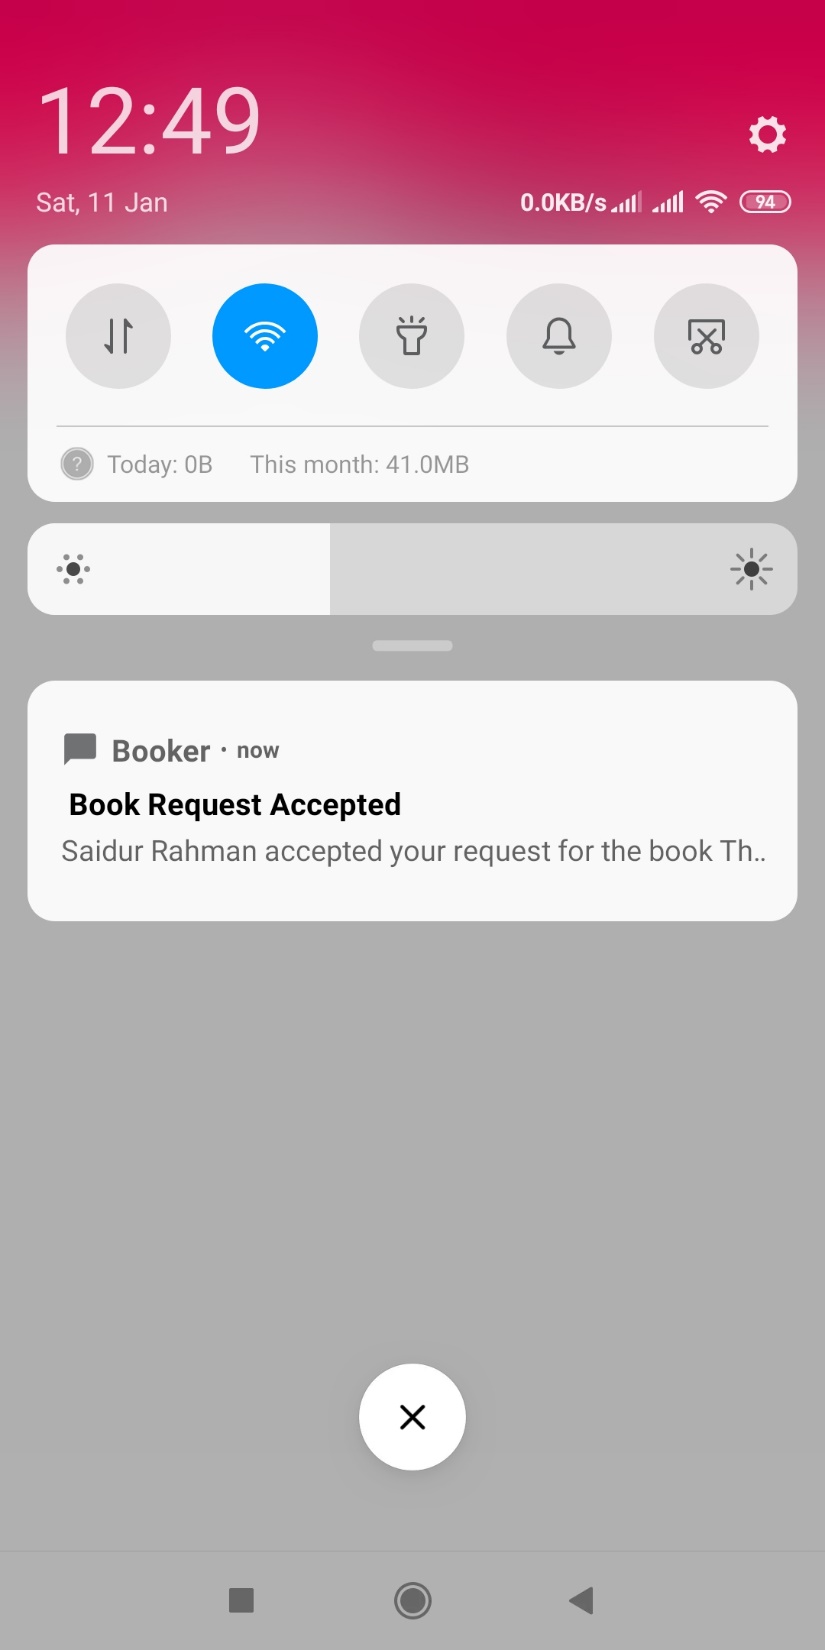 12:49
Sat, 11 Jan 0.0KB/s 94
Today: 0B This month: 41.0MB
Booker · now
Book Request Accepted
Saidur Rahman accepted your request for the book Th..